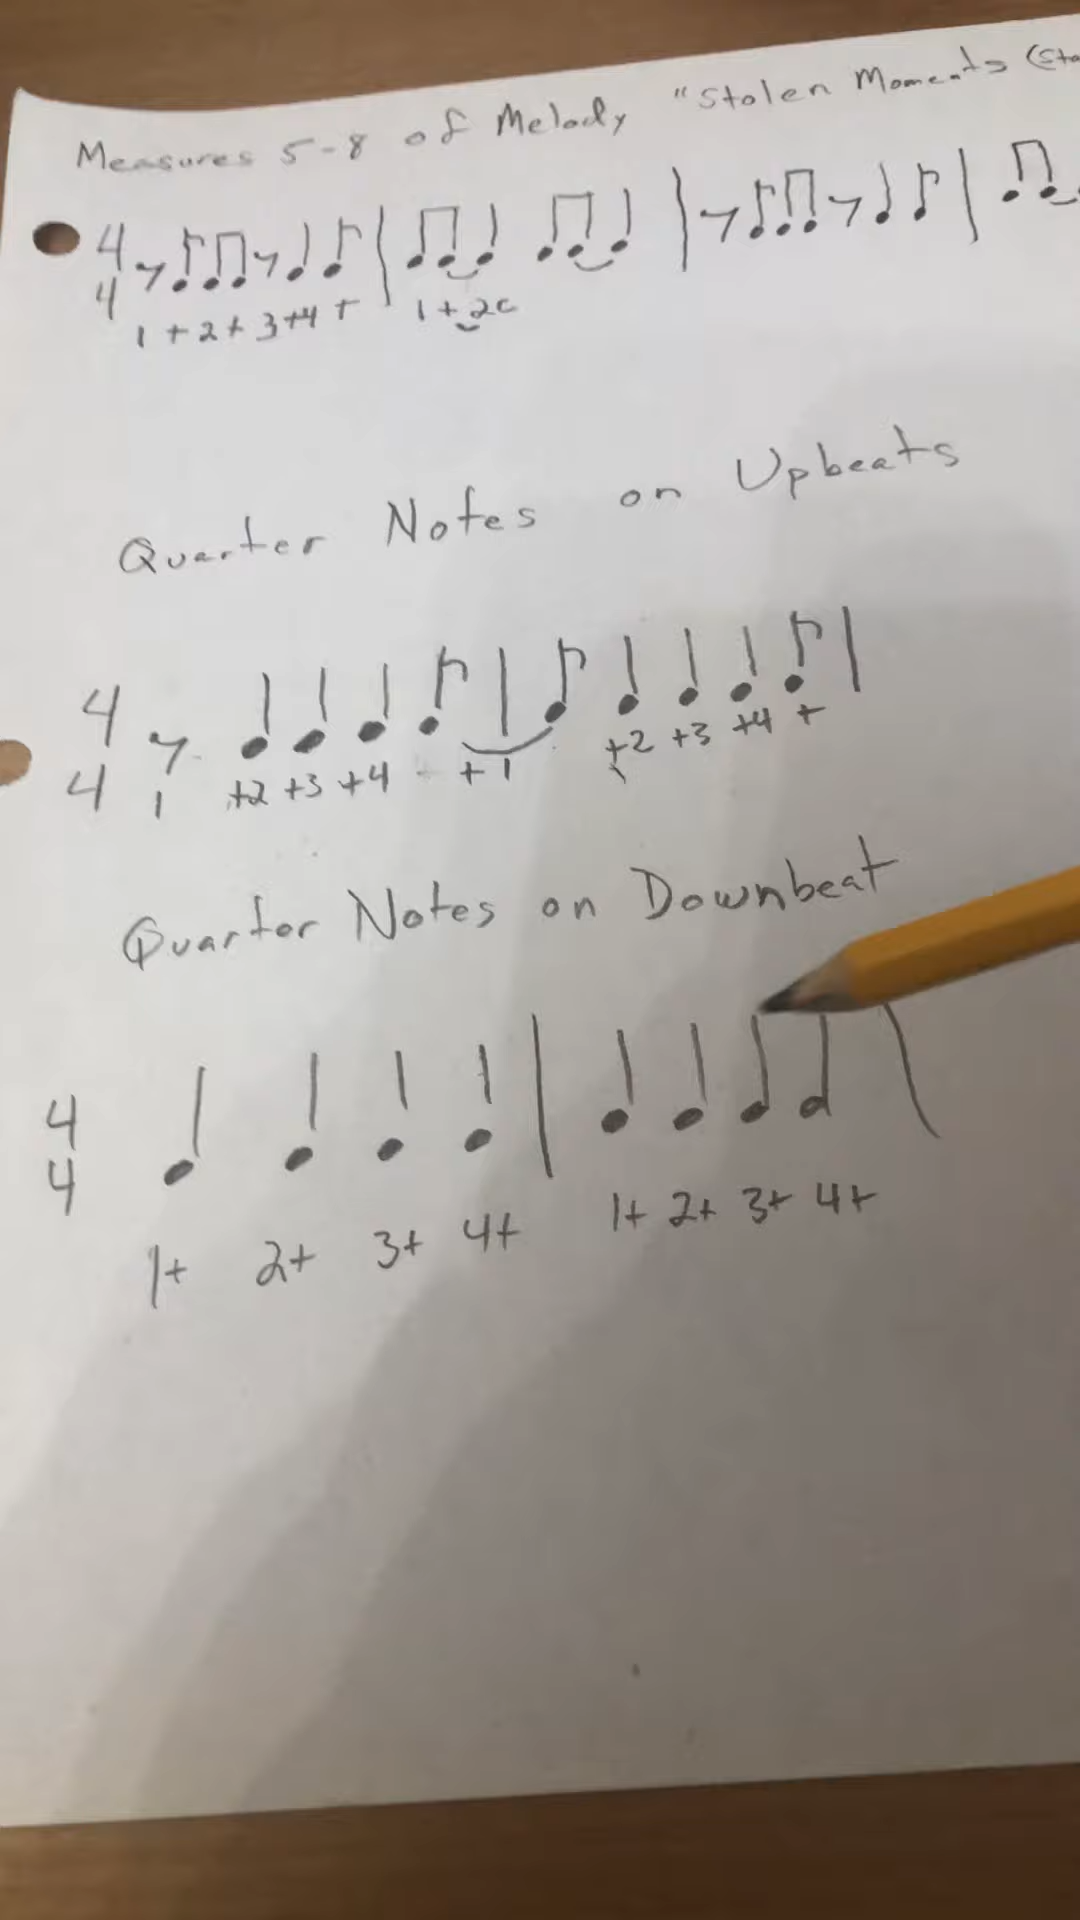 Measures 5-8 of Melody "Stolen Moments
4
4
1 + 2 + 3 +4 + 1 + 2
Quarter Notes on Upbeats
4
4
1 +2 +3 +4 +1 +2 +3 +4 +
Quarter Notes on Downbeat
4
4
1+ 2+ 3+ 4+ 1+ 2+ 3+ 4+